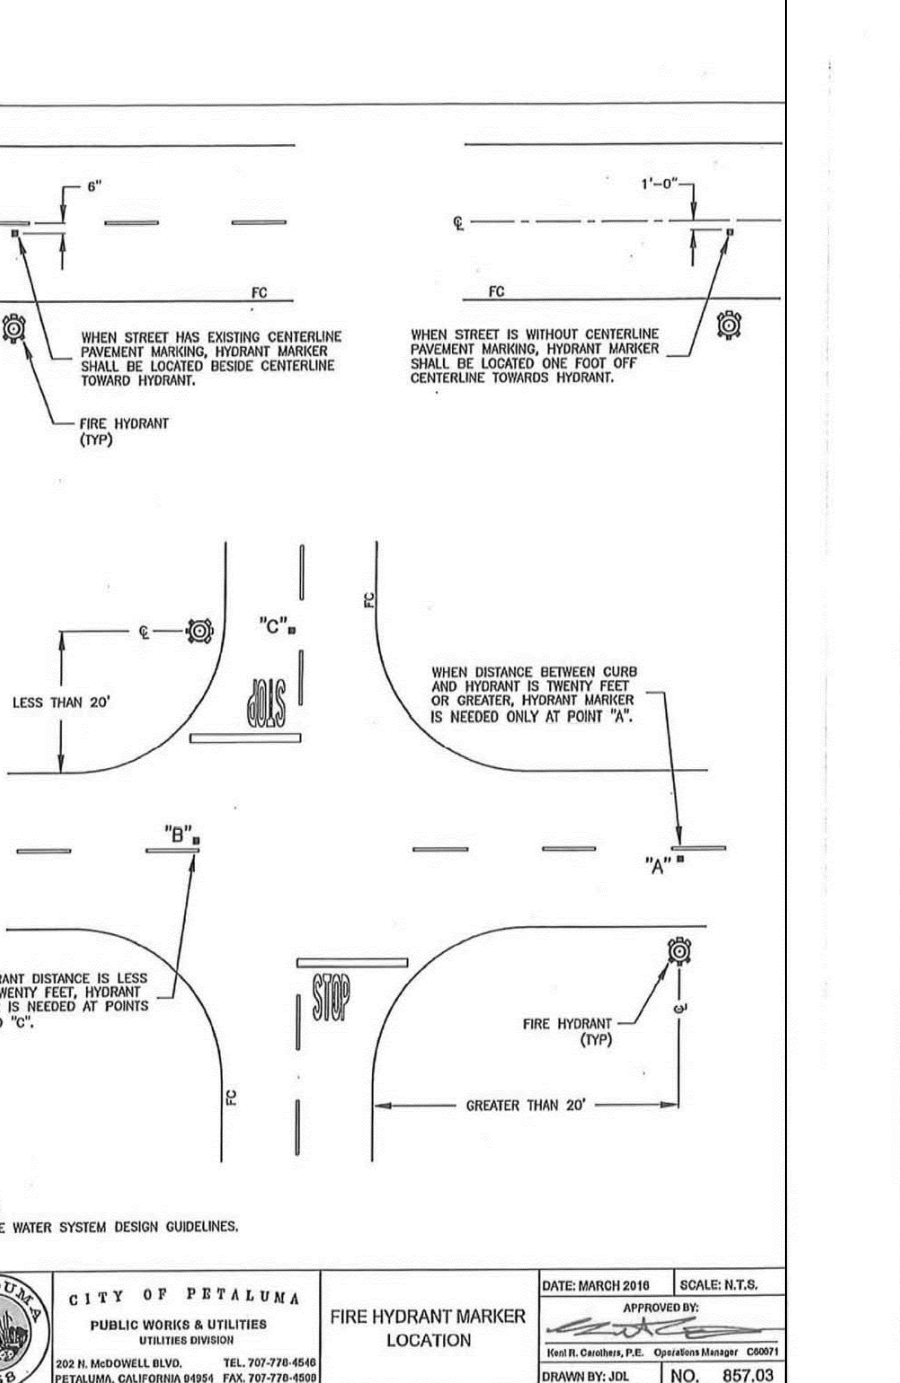 6"
1'-0"
℄
FC
FC
WHEN STREET HAS EXISTING CENTERLINE
PAVEMENT MARKING, HYDRANT MARKER
SHALL BE LOCATED BESIDE CENTERLINE
TOWARD HYDRANT.
WHEN STREET IS WITHOUT CENTERLINE
PAVEMENT MARKING, HYDRANT MARKER
SHALL BE LOCATED ONE FOOT OFF
CENTERLINE TOWARDS HYDRANT.
FIRE HYDRANT
(TYP)
FC
℄
"C"
LESS THAN 20'
STOP
WHEN DISTANCE BETWEEN CURB
AND HYDRANT IS TWENTY FEET
OR GREATER, HYDRANT MARKER
IS NEEDED ONLY AT POINT "A".
"B"
"A"
RANT DISTANCE IS LESS
WENTY FEET, HYDRANT
IS NEEDED AT POINTS
"C".
STOP
FIRE HYDRANT
(TYP)
℄
FC
GREATER THAN 20'
E WATER SYSTEM DESIGN GUIDELINES.
CITY OF PETALUMA
PUBLIC WORKS & UTILITIES
UTILITIES DIVISION
202 N. McDOWELL BLVD. TEL. 707-778-4546
PETALUMA, CALIFORNIA 94954 FAX. 707-778-4508
FIRE HYDRANT MARKER
LOCATION
DATE: MARCH 2016 SCALE: N.T.S.
APPROVED BY:
Kent R. Carothers, P.E. Operations Manager C60071
DRAWN BY: JDL NO. 857.03